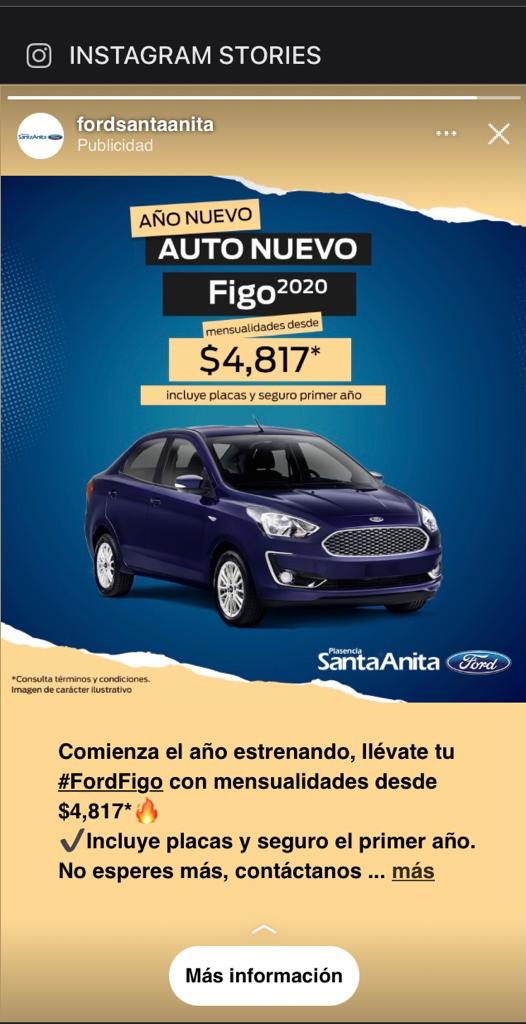 INSTAGRAM STORIES
SantaAnita Ford
fordsantaanita
Publicidad
AÑO NUEVO
AUTO NUEVO
Figo2020
mensualidades desde
$4,817*
incluye placas y seguro primer año
Plasencia
SantaAnita Ford
*Consulta términos y condiciones.
Imagen de carácter ilustrativo
Comienza el año estrenando, llévate tu
#FordFigo con mensualidades desde
$4,817*🔥
✔Incluye placas y seguro el primer año.
No esperes más, contáctanos ... más
Más información